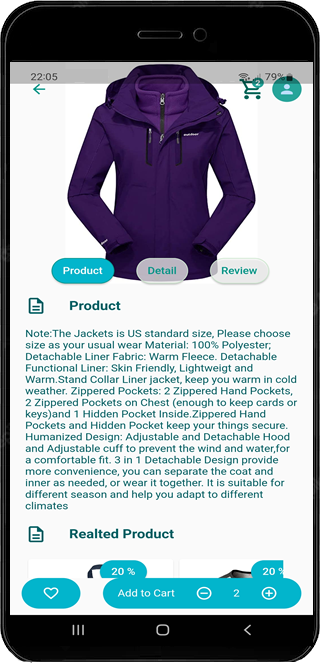 22:05
79%
2
Product
Detail
Review
Product
Note:The Jackets is US standard size, Please choose
size as your usual wear Material: 100% Polyester;
Detachable Liner Fabric: Warm Fleece. Detachable
Functional Liner: Skin Friendly, Lightweigt and
Warm.Stand Collar Liner jacket, keep you warm in cold
weather. Zippered Pockets: 2 Zippered Hand Pockets,
2 Zippered Pockets on Chest (enough to keep cards or
keys)and 1 Hidden Pocket Inside.Zippered Hand
Pockets and Hidden Pocket keep your things secure.
Humanized Design: Adjustable and Detachable Hood
and Adjustable cuff to prevent the wind and water,for
a comfortable fit. 3 in 1 Detachable Design provide
more convenience, you can separate the coat and
inner as needed, or wear it together. It is suitable for
different season and help you adapt to different
climates
Realted Product
20 %
20 %
Add to Cart
2